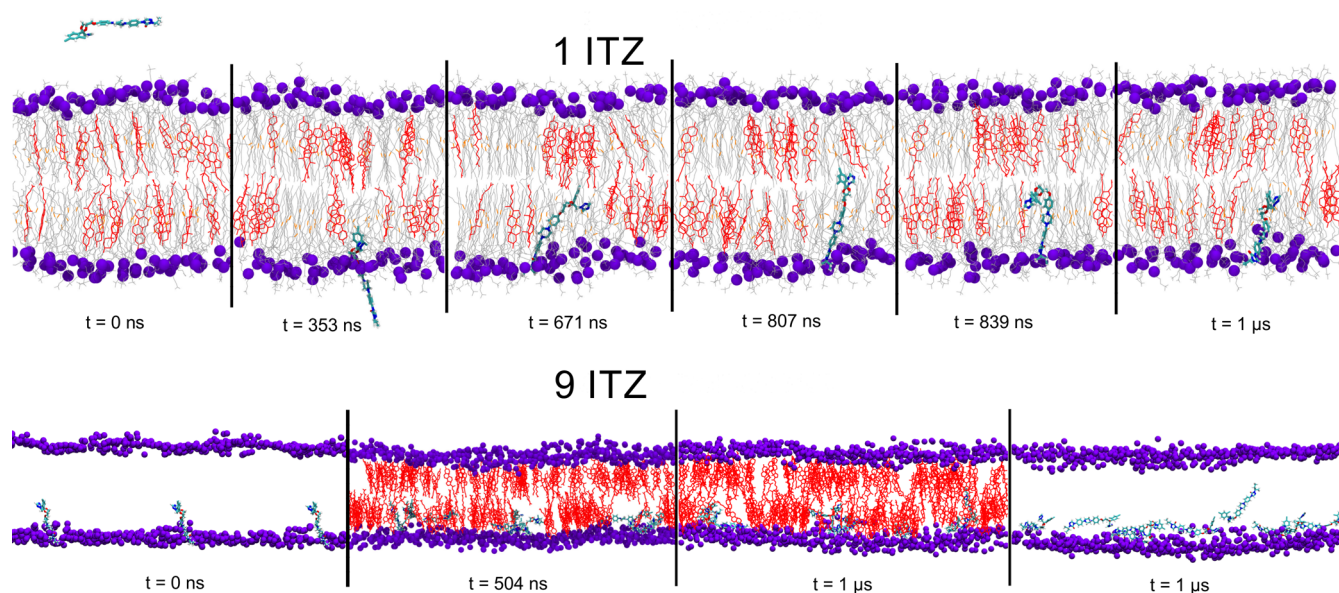 1 ITZ
t = 0 ns
t = 353 ns
t = 671 ns
t = 807 ns
t = 839 ns
t = 1 µs
9 ITZ
t = 0 ns
t = 504 ns
t = 1 µs
t = 1 µs